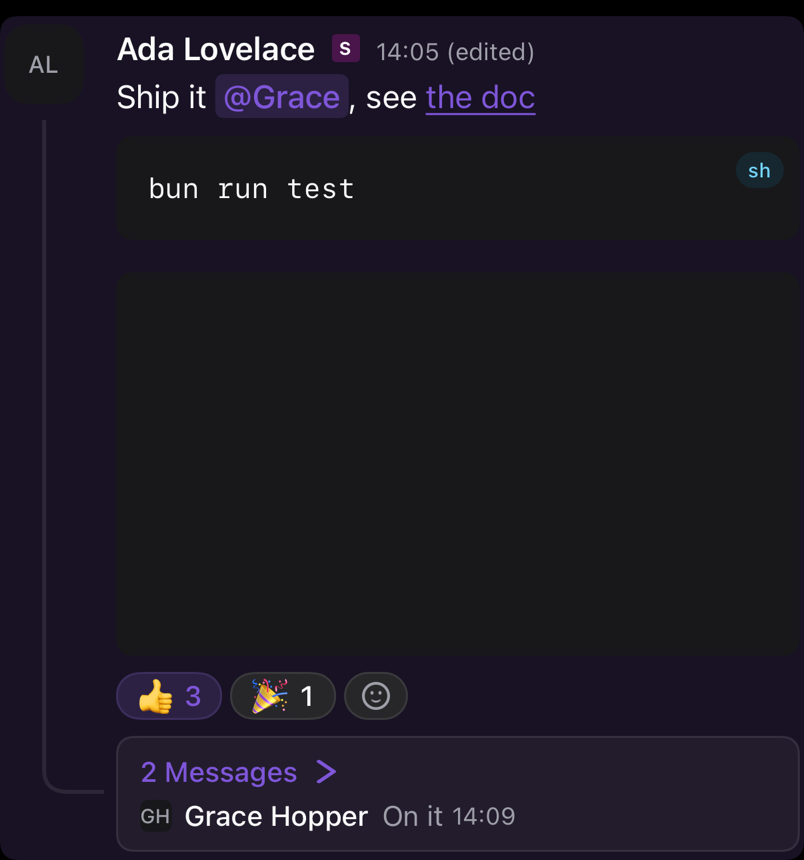 AL
Ada Lovelace S 14:05 (edited)
Ship it @Grace, see the doc
sh
bun run test
👍 3 🎉 1
2 Messages >
GH Grace Hopper On it 14:09